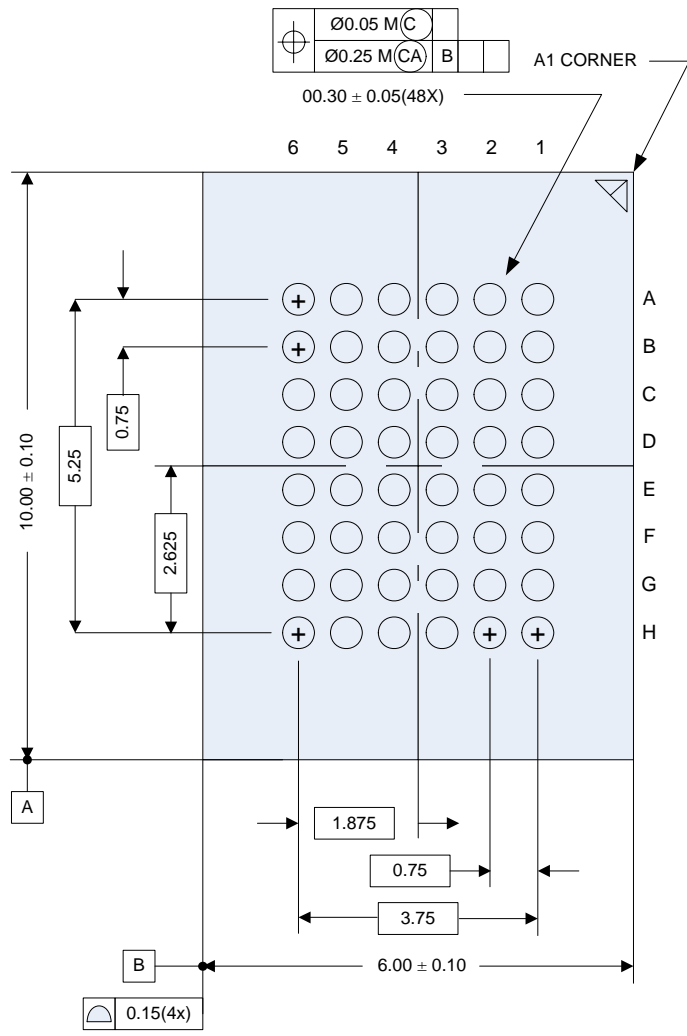 Ø0.05 M C
Ø0.25 M CA B
A1 CORNER
00.30 ± 0.05(48X)
6 5 4 3 2 1
A
B
C
D
E
F
G
H
10.00 ± 0.10
5.25
0.75
2.625
A
1.875
0.75
3.75
B
6.00 ± 0.10
0.15(4x)